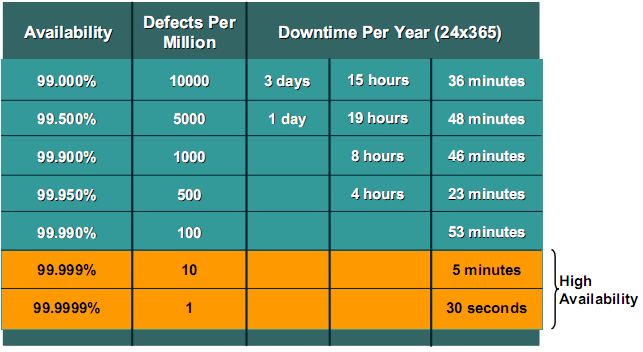 Availability Defects Per Million Downtime Per Year (24x365)
99.000% 10000 3 days 15 hours 36 minutes
99.500% 5000 1 day 19 hours 48 minutes
99.900% 1000 8 hours 46 minutes
99.950% 500 4 hours 23 minutes
99.990% 100 53 minutes
99.999% 10 5 minutes
99.9999% 1 30 seconds
High
Availability